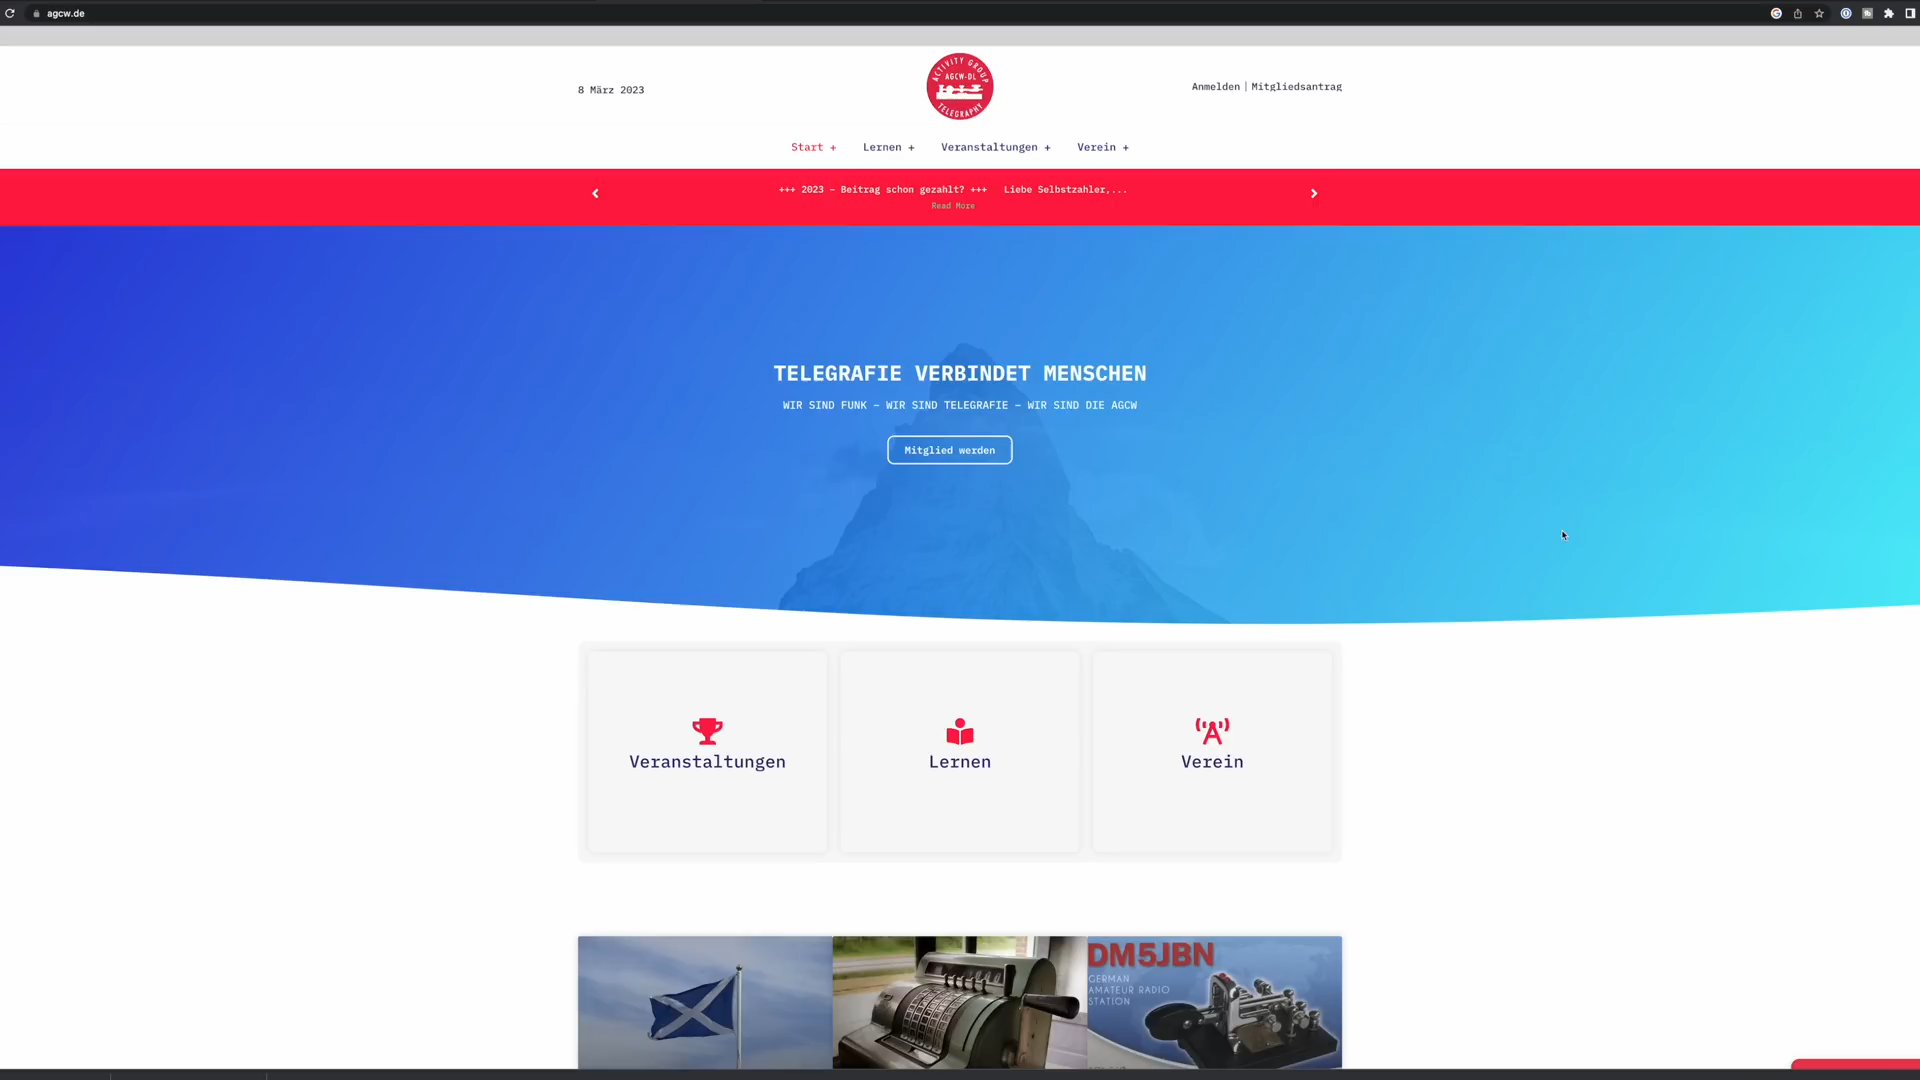 agcw.de
8 März 2023
ACTIVITY GROUP
AGCW-DL
TELEGRAPHY
Anmelden | Mitgliedsantrag
Start + Lernen + Veranstaltungen + Verein +
+++ 2023 – Beitrag schon gezahlt? +++ Liebe Selbstzahler,...
Read More
TELEGRAFIE VERBINDET MENSCHEN
WIR SIND FUNK – WIR SIND TELEGRAFIE – WIR SIND DIE AGCW
Mitglied werden
Veranstaltungen
Lernen
Verein
DM5JBN
GERMAN
AMATEUR RADIO
STATION